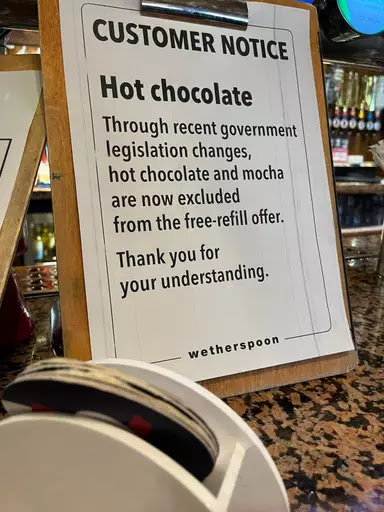 CUSTOMER NOTICE
Hot chocolate
Through recent government
legislation changes,
hot chocolate and mocha
are now excluded
from the free-refill offer.
Thank you for
your understanding.
wetherspoon